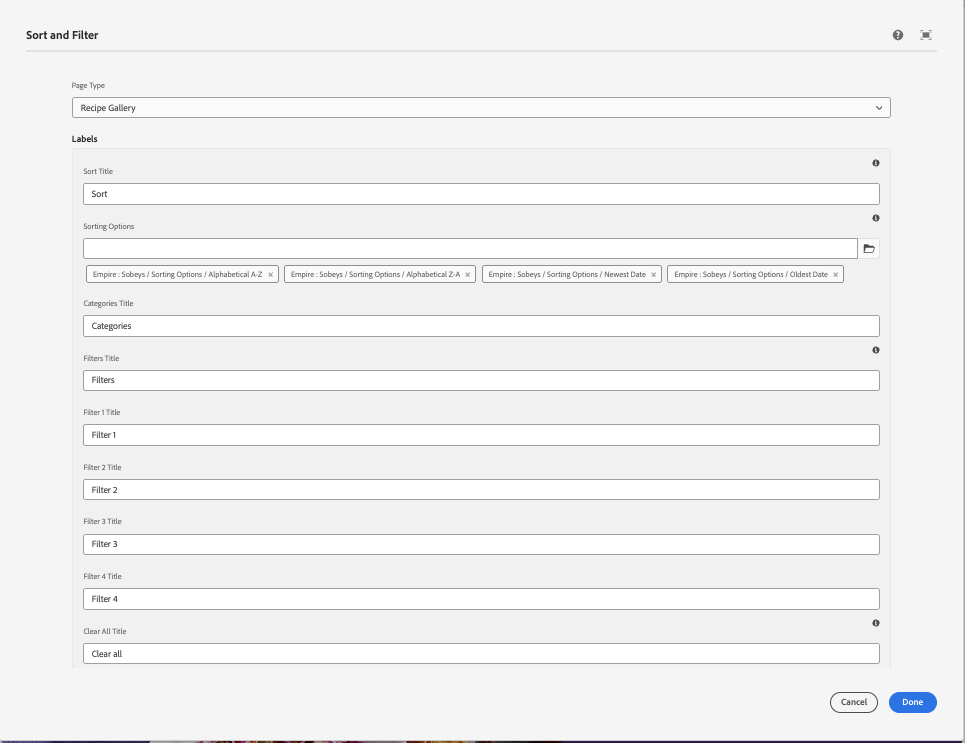 Sort and Filter
Page Type
Recipe Gallery
Labels
Sort Title
Sort
Sorting Options
Empire : Sobeys / Sorting Options / Alphabetical A-Z × Empire : Sobeys / Sorting Options / Alphabetical Z-A × Empire : Sobeys / Sorting Options / Newest Date × Empire : Sobeys / Sorting Options / Oldest Date ×
Categories Title
Categories
Filters Title
Filters
Filter 1 Title
Filter 1
Filter 2 Title
Filter 2
Filter 3 Title
Filter 3
Filter 4 Title
Filter 4
Clear All Title
Clear all
Cancel Done